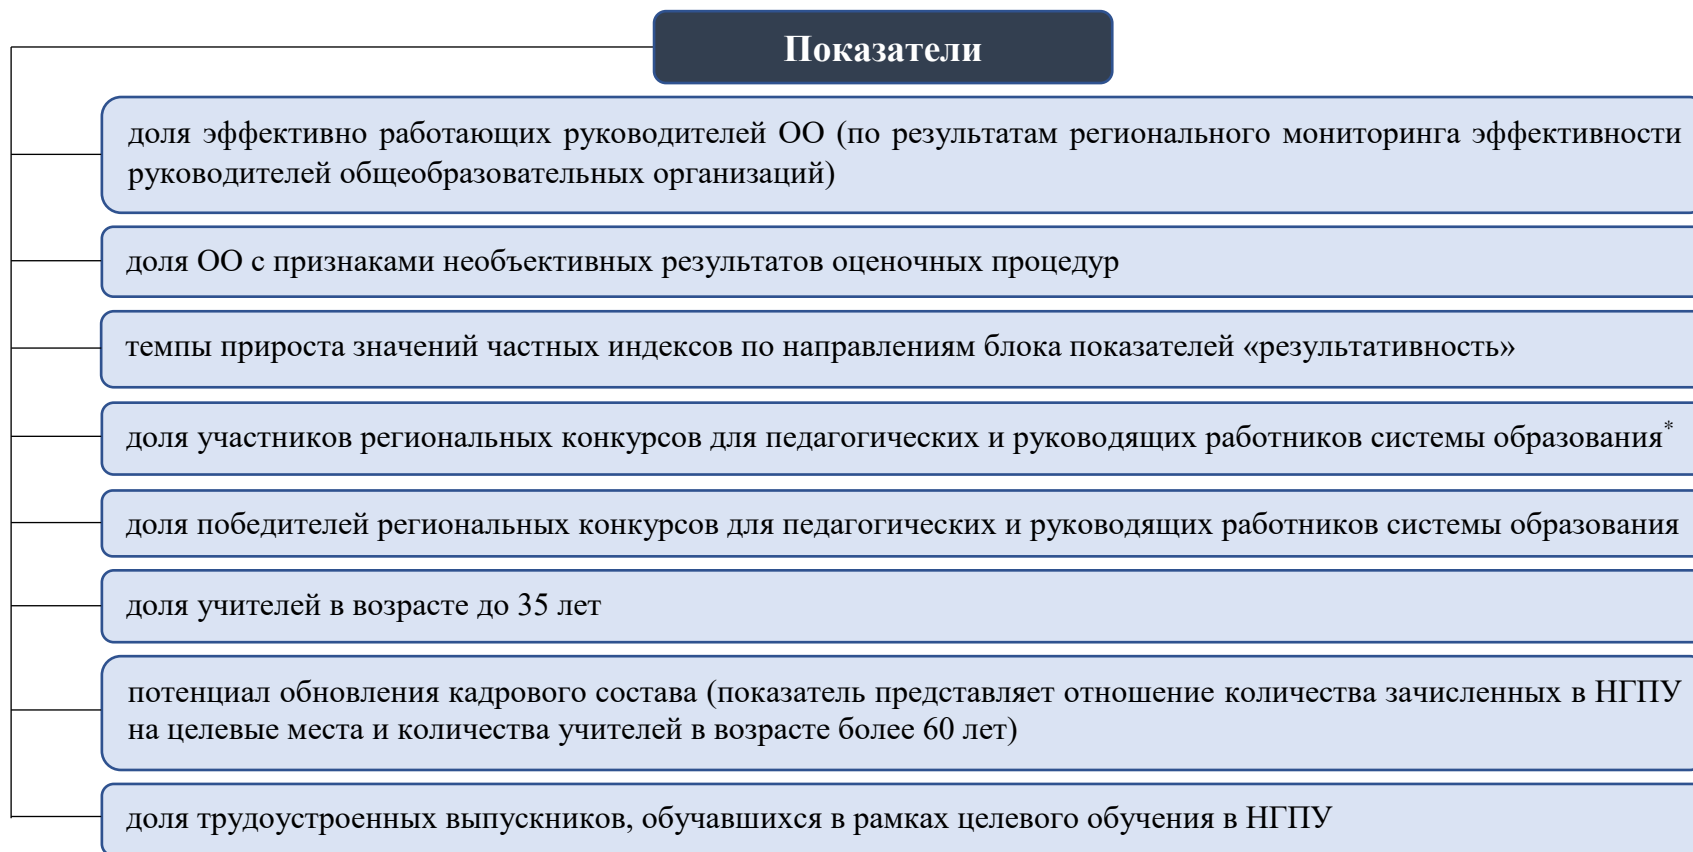 Показатели
доля эффективно работающих руководителей ОО (по результатам регионального мониторинга эффективности
руководителей общеобразовательных организаций)
доля ОО с признаками необъективных результатов оценочных процедур
темпы прироста значений частных индексов по направлениям блока показателей «результативность»
доля участников региональных конкурсов для педагогических и руководящих работников системы образования*
доля победителей региональных конкурсов для педагогических и руководящих работников системы образования
доля учителей в возрасте до 35 лет
потенциал обновления кадрового состава (показатель представляет отношение количества зачисленных в НГПУ
на целевые места и количества учителей в возрасте более 60 лет)
доля трудоустроенных выпускников, обучавшихся в рамках целевого обучения в НГПУ